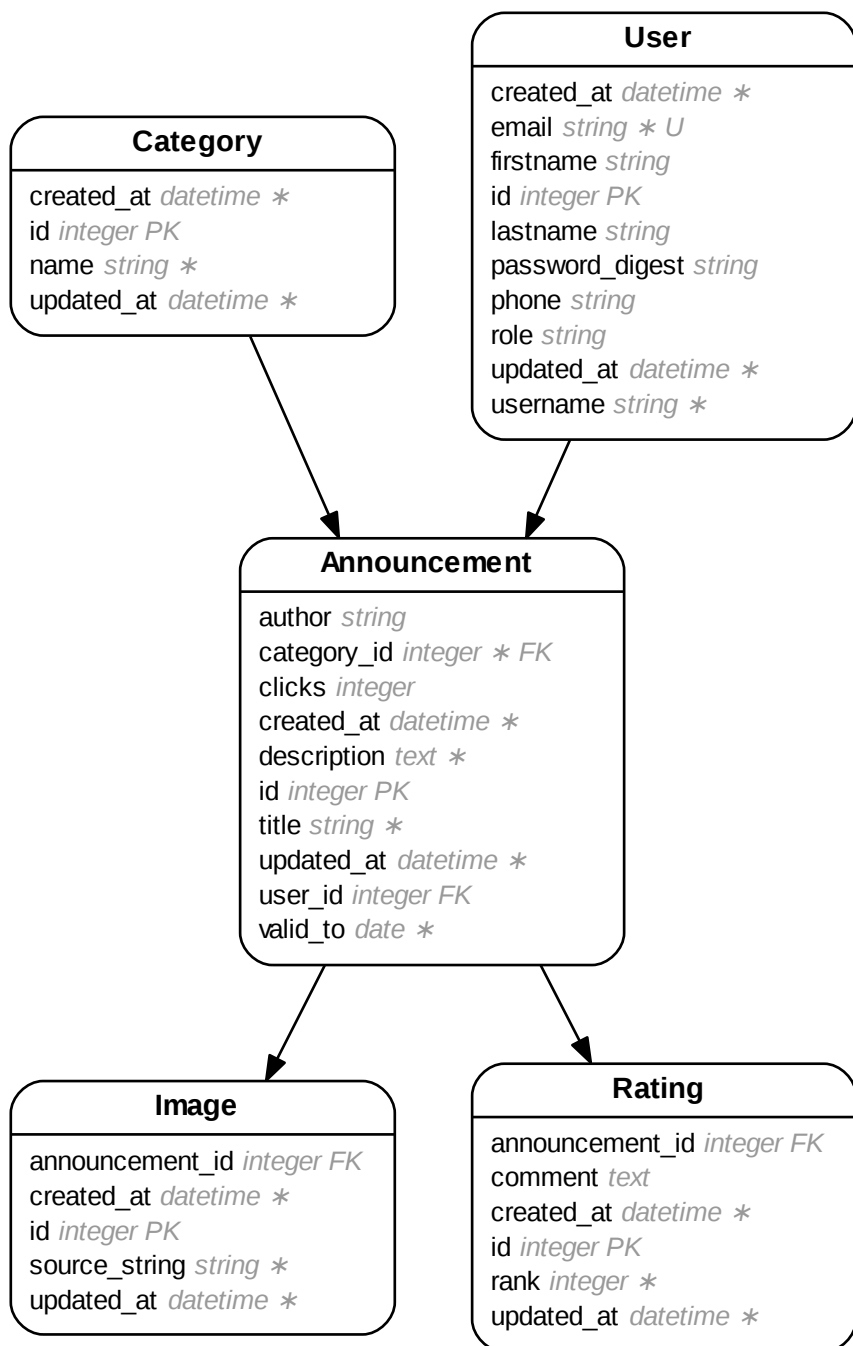 User
created_at datetime ∗
email string ∗ U
firstname string
id integer PK
lastname string
password_digest string
phone string
role string
updated_at datetime ∗
username string ∗
Category
created_at datetime ∗
id integer PK
name string ∗
updated_at datetime ∗
Announcement
author string
category_id integer ∗ FK
clicks integer
created_at datetime ∗
description text ∗
id integer PK
title string ∗
updated_at datetime ∗
user_id integer FK
valid_to date ∗
Image
announcement_id integer FK
created_at datetime ∗
id integer PK
source_string string ∗
updated_at datetime ∗
Rating
announcement_id integer FK
comment text
created_at datetime ∗
id integer PK
rank integer ∗
updated_at datetime ∗